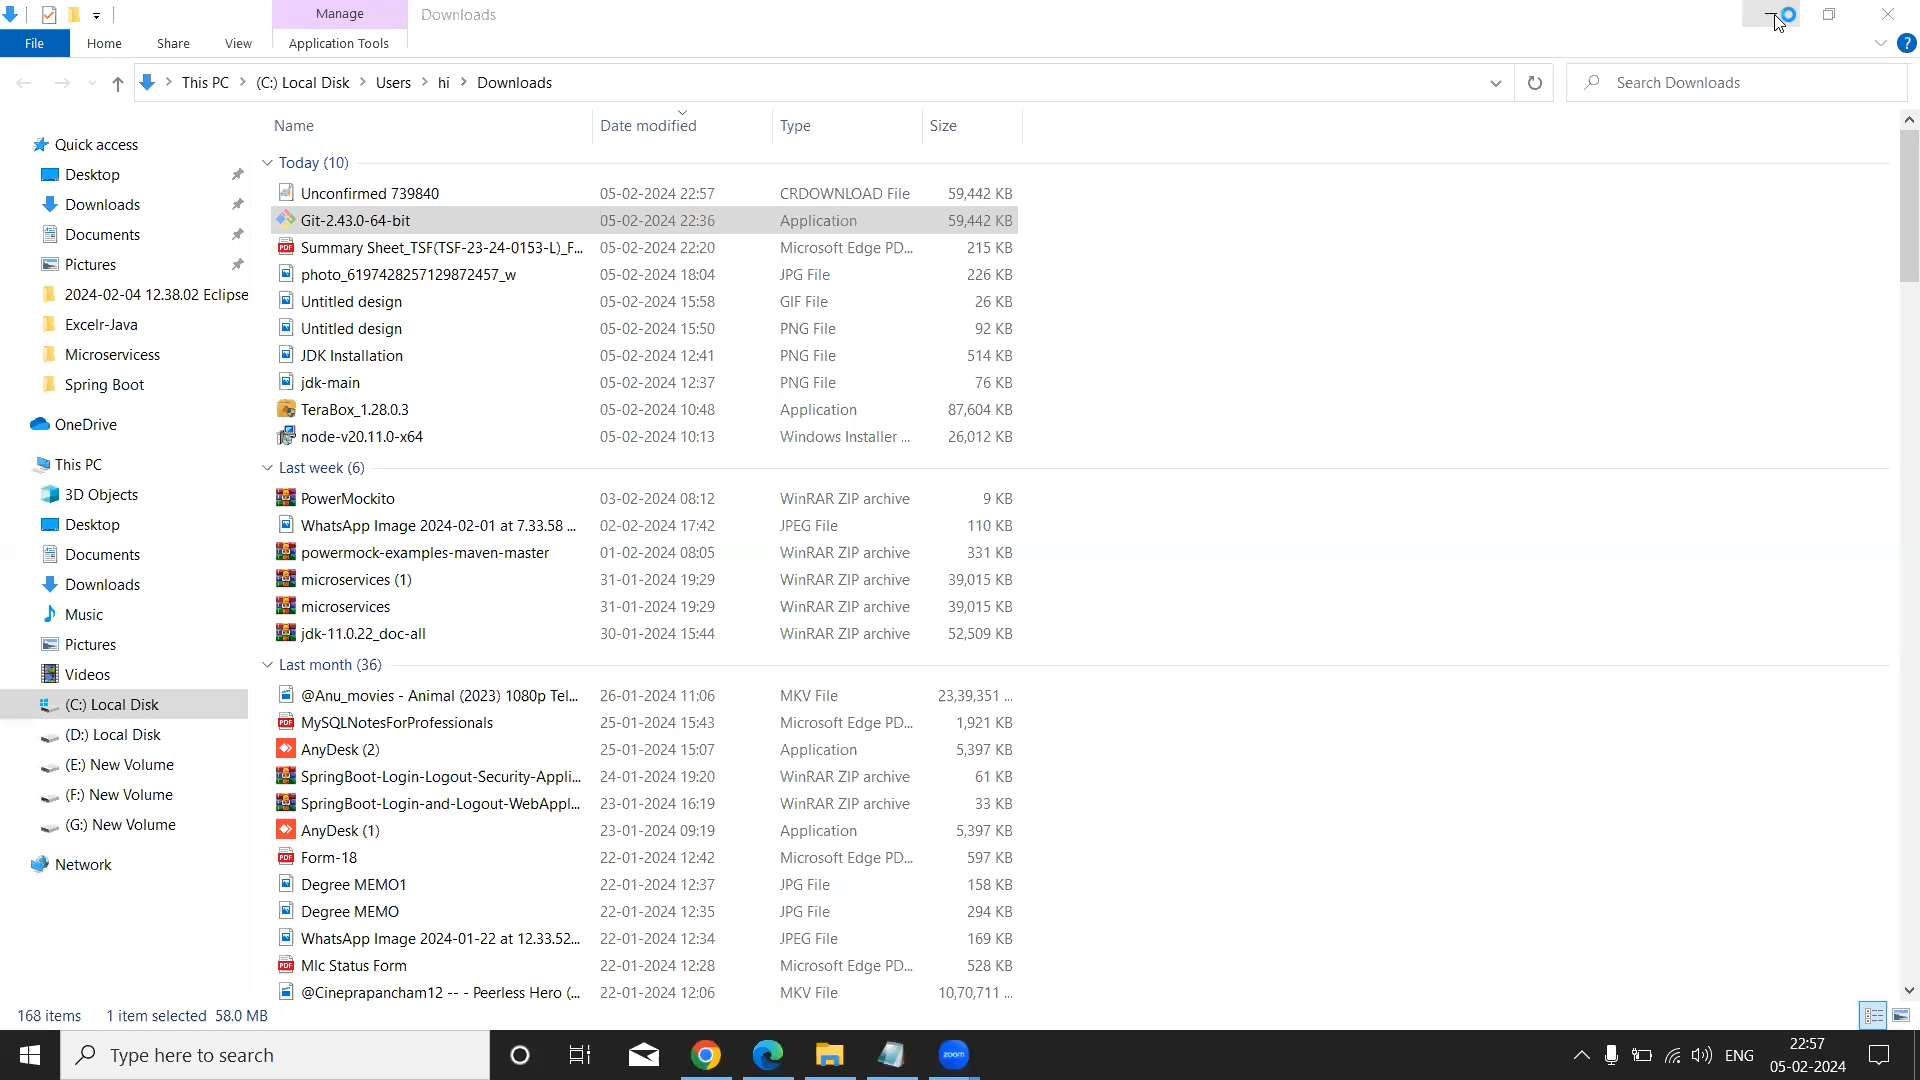 Manage Downloads
File Home Share View Application Tools
This PC (C:) Local Disk Users hi Downloads Search Downloads
Name Date modified Type Size
Quick access
Desktop
Downloads
Documents
Pictures
2024-02-04 12.38.02 Eclipse
Excelr-Java
Microservicess
Spring Boot
OneDrive
This PC
3D Objects
Desktop
Documents
Downloads
Music
Pictures
Videos
(C:) Local Disk
(D:) Local Disk
(E:) New Volume
(F:) New Volume
(G:) New Volume
Network
Today (10)
Unconfirmed 739840 05-02-2024 22:57 CRDOWNLOAD File 59,442 KB
Git-2.43.0-64-bit 05-02-2024 22:36 Application 59,442 KB
Summary Sheet_TSF(TSF-23-24-0153-L)_F... 05-02-2024 22:20 Microsoft Edge PD... 215 KB
photo_6197428257129872457_w 05-02-2024 18:04 JPG File 226 KB
Untitled design 05-02-2024 15:58 GIF File 26 KB
Untitled design 05-02-2024 15:50 PNG File 92 KB
JDK Installation 05-02-2024 12:41 PNG File 514 KB
jdk-main 05-02-2024 12:37 PNG File 76 KB
TeraBox_1.28.0.3 05-02-2024 10:48 Application 87,604 KB
node-v20.11.0-x64 05-02-2024 10:13 Windows Installer ... 26,012 KB
Last week (6)
PowerMockito 03-02-2024 08:12 WinRAR ZIP archive 9 KB
WhatsApp Image 2024-02-01 at 7.33.58 ... 02-02-2024 17:42 JPEG File 110 KB
powermock-examples-maven-master 01-02-2024 08:05 WinRAR ZIP archive 331 KB
microservices (1) 31-01-2024 19:29 WinRAR ZIP archive 39,015 KB
microservices 31-01-2024 19:29 WinRAR ZIP archive 39,015 KB
jdk-11.0.22_doc-all 30-01-2024 15:44 WinRAR ZIP archive 52,509 KB
Last month (36)
@Anu_movies - Animal (2023) 1080p Tel... 26-01-2024 11:06 MKV File 23,39,351 ...
MySQLNotesForProfessionals 25-01-2024 15:43 Microsoft Edge PD... 1,921 KB
AnyDesk (2) 25-01-2024 15:07 Application 5,397 KB
SpringBoot-Login-Logout-Security-Appli... 24-01-2024 19:20 WinRAR ZIP archive 61 KB
SpringBoot-Login-and-Logout-WebAppl... 23-01-2024 16:19 WinRAR ZIP archive 33 KB
AnyDesk (1) 23-01-2024 09:19 Application 5,397 KB
Form-18 22-01-2024 12:42 Microsoft Edge PD... 597 KB
Degree MEMO1 22-01-2024 12:37 JPG File 158 KB
Degree MEMO 22-01-2024 12:35 JPG File 294 KB
WhatsApp Image 2024-01-22 at 12.33.52... 22-01-2024 12:34 JPEG File 169 KB
Mlc Status Form 22-01-2024 12:28 Microsoft Edge PD... 528 KB
@Cineprapancham12 -- - Peerless Hero (... 22-01-2024 12:06 MKV File 10,70,711 ...
168 items 1 item selected 58.0 MB
Type here to search zoom ENG 22:57
05-02-2024